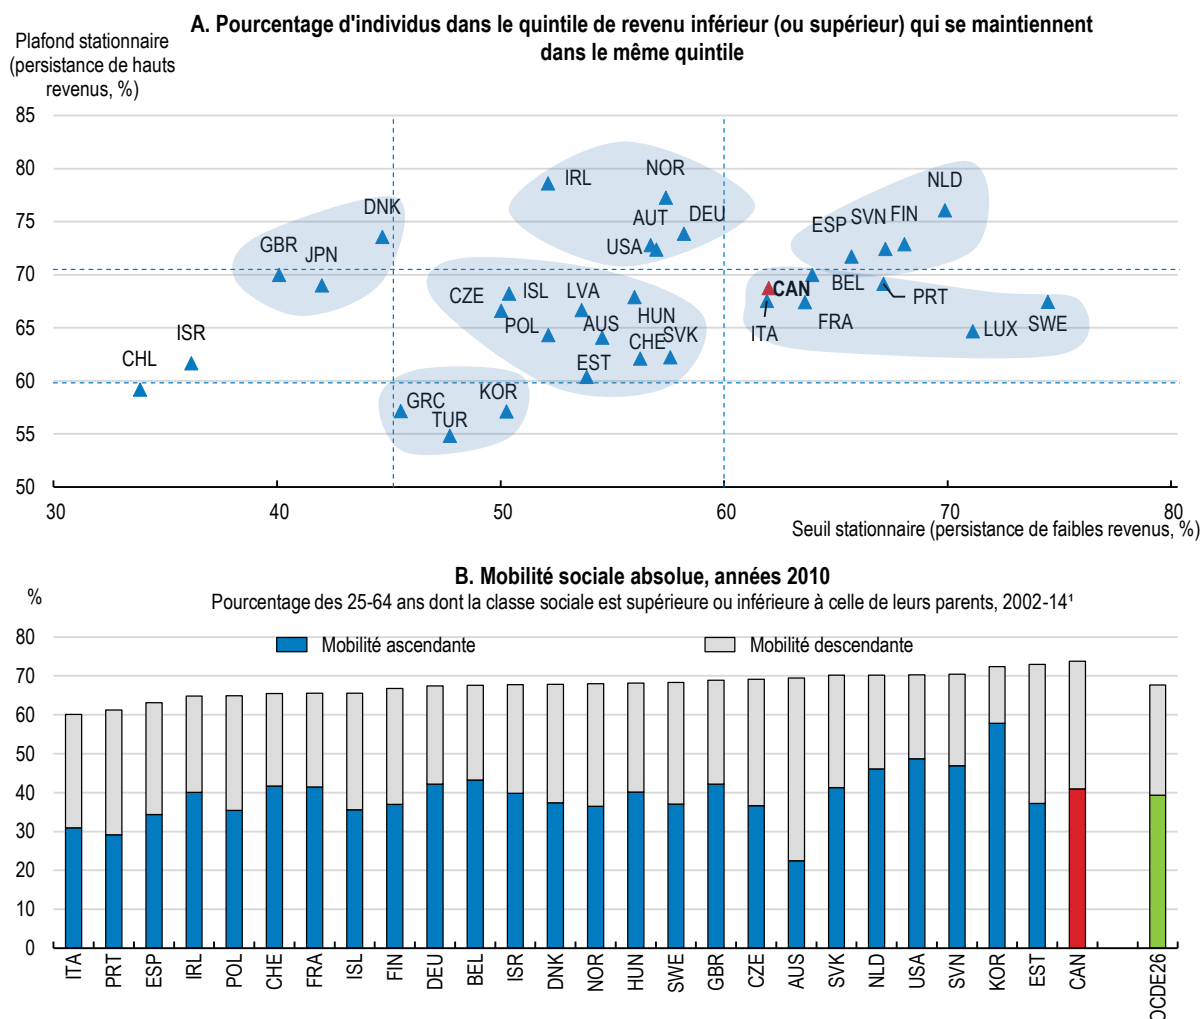 A. Pourcentage d'individus dans le quintile de revenu inférieur (ou supérieur) qui se maintiennent
dans le même quintile
Plafond stationnaire
(persistance de hauts
revenus, %)
85
80
75
70
65
60
55
50
30
40
50
60
70
80
IRL
NOR
NLD
DNK
AUT
DEU
ESP
SVN
FIN
GBR
JPN
USA
CZE
ISL
LVA
HUN
CAN
BEL
PRT
POL
AUS
ITA
FRA
LUX
SWE
ISR
CHL
CHE
SVK
EST
GRC
TUR
KOR
Seuil stationnaire (persistance de faibles revenus, %)
B. Mobilité sociale absolue, années 2010
%
Pourcentage des 25-64 ans dont la classe sociale est supérieure ou inférieure à celle de leurs parents, 2002-14¹
Mobilité ascendante
Mobilité descendante
80
70
60
50
40
30
20
10
0
ITA
PRT
ESP
IRL
POL
CHE
FRA
ISL
FIN
DEU
BEL
ISR
DNK
NOR
HUN
SWE
GBR
CZE
AUS
SVK
NLD
USA
SVN
KOR
EST
CAN
OCDE26